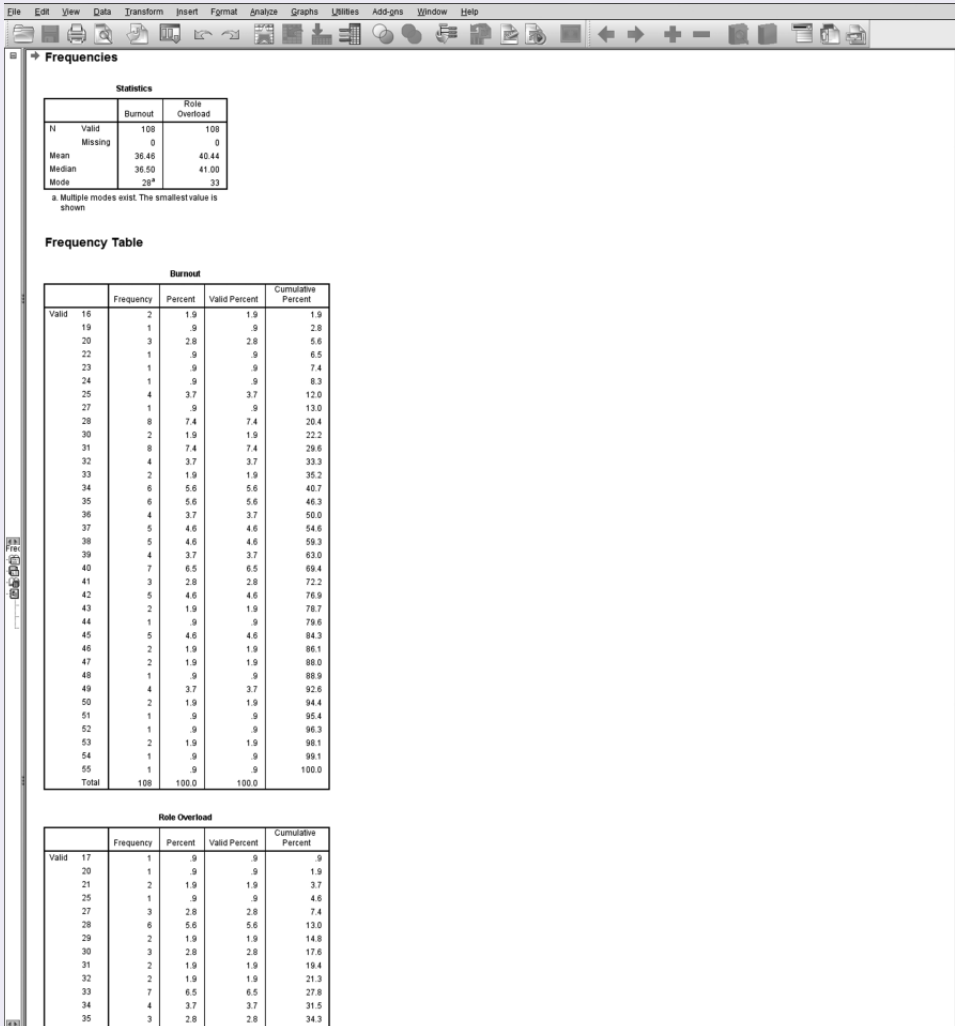 File Edit View Data Transform Insert Format Analyze Graphs Utilities Add-ons Window Help
Frequencies
Statistics
Burnout Role Overload
N Valid 108 108
Missing 0 0
Mean 36.46 40.44
Median 36.50 41.00
Mode 28a 33
a. Multiple modes exist. The smallest value is
shown
Frequency Table
Burnout
Frequency Percent Valid Percent Cumulative Percent
Valid 16 2 1.9 1.9 1.9
19 1 .9 .9 2.8
20 3 2.8 2.8 5.6
22 1 .9 .9 6.5
23 1 .9 .9 7.4
24 1 .9 .9 8.3
25 4 3.7 3.7 12.0
27 1 .9 .9 13.0
28 8 7.4 7.4 20.4
30 2 1.9 1.9 22.2
31 8 7.4 7.4 29.6
32 4 3.7 3.7 33.3
33 2 1.9 1.9 35.2
34 6 5.6 5.6 40.7
35 6 5.6 5.6 46.3
36 4 3.7 3.7 50.0
37 5 4.6 4.6 54.6
38 5 4.6 4.6 59.3
39 4 3.7 3.7 63.0
40 7 6.5 6.5 69.4
41 3 2.8 2.8 72.2
42 5 4.6 4.6 76.9
43 2 1.9 1.9 78.7
44 1 .9 .9 79.6
45 5 4.6 4.6 84.3
46 2 1.9 1.9 86.1
47 2 1.9 1.9 88.0
48 1 .9 .9 88.9
49 4 3.7 3.7 92.6
50 2 1.9 1.9 94.4
51 1 .9 .9 95.4
52 1 .9 .9 96.3
53 2 1.9 1.9 98.1
54 1 .9 .9 99.1
55 1 .9 .9 100.0
Total 108 100.0 100.0
Role Overload
Frequency Percent Valid Percent Cumulative Percent
Valid 17 1 .9 .9 .9
20 1 .9 .9 1.9
21 2 1.9 1.9 3.7
25 1 .9 .9 4.6
27 3 2.8 2.8 7.4
28 6 5.6 5.6 13.0
29 2 1.9 1.9 14.8
30 3 2.8 2.8 17.6
31 2 1.9 1.9 19.4
32 2 1.9 1.9 21.3
33 7 6.5 6.5 27.8
34 4 3.7 3.7 31.5
35 3 2.8 2.8 34.3